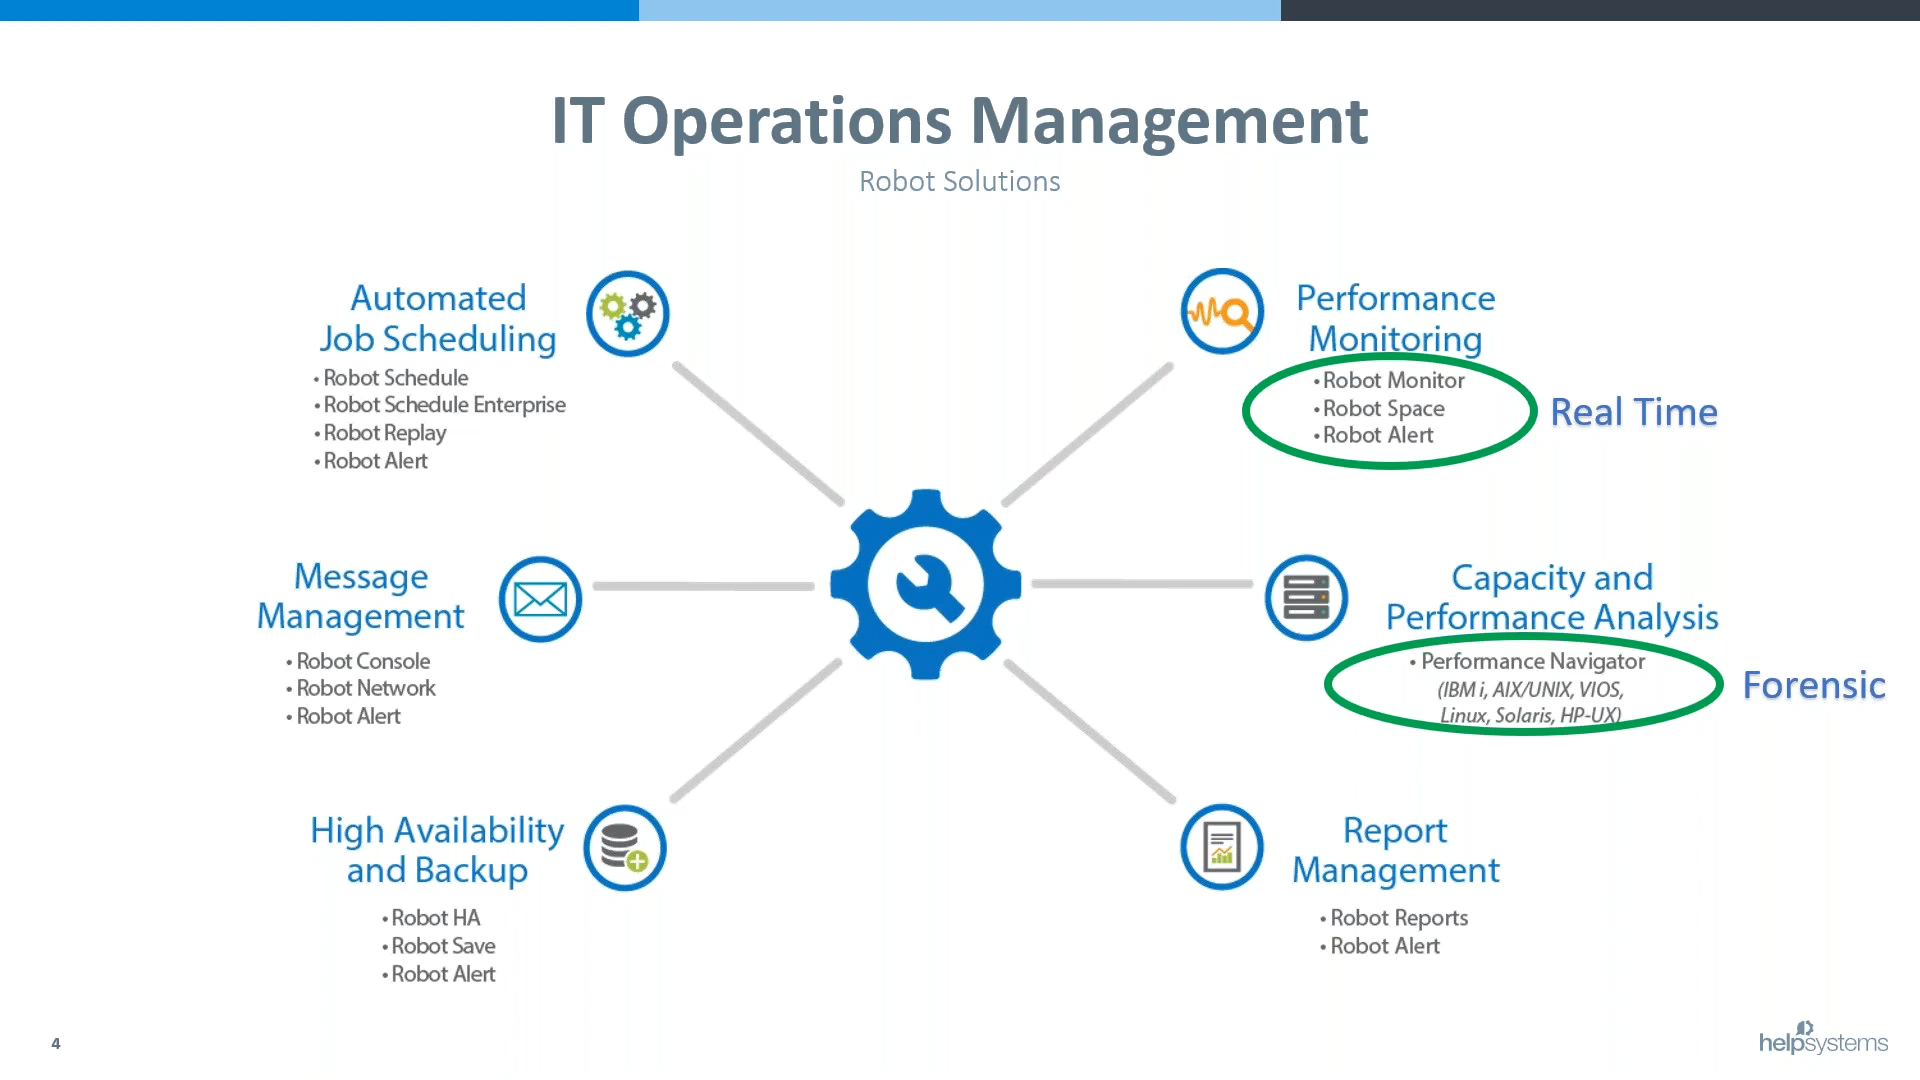 IT Operations Management
Robot Solutions
Automated
Job Scheduling
• Robot Schedule
• Robot Schedule Enterprise
• Robot Replay
• Robot Alert
Performance
Monitoring
• Robot Monitor
• Robot Space
• Robot Alert
Real Time
Message
Management
• Robot Console
• Robot Network
• Robot Alert
Capacity and
Performance Analysis
• Performance Navigator
(IBM i, AIX/UNIX, VIOS,
Linux, Solaris, HP-UX)
Forensic
High Availability
and Backup
• Robot HA
• Robot Save
• Robot Alert
Report
Management
• Robot Reports
• Robot Alert
4
helpsystems